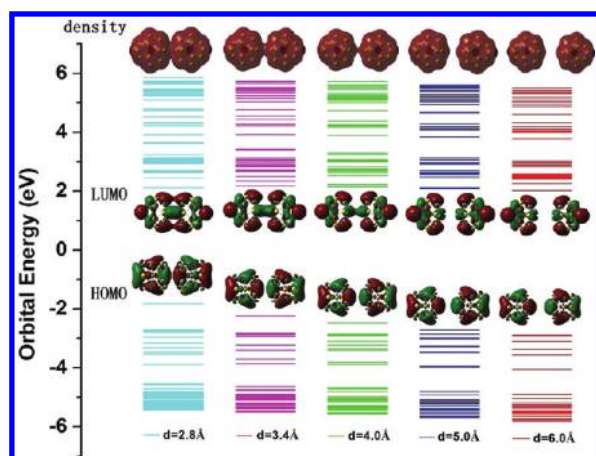 density
6
4
2
LUMO
0
HOMO
-2
-4
-6
Orbital Energy (eV)
d=2.8Å
d=3.4Å
d=4.0Å
d=5.0Å
d=6.0Å